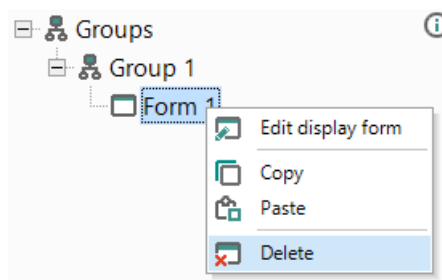 Groups
Group 1
Form 1
Edit display form
Copy
Paste
Delete